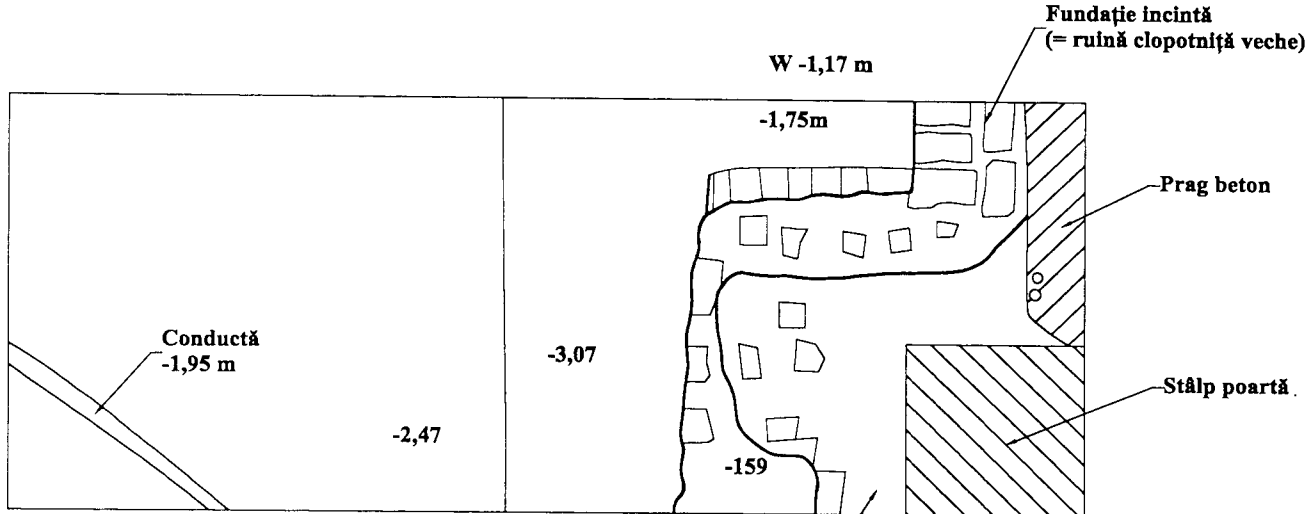 Fundație incintă
(= ruină clopotniță veche)
W -1,17 m
-1,75m
Prag beton
Conductă
-1,95 m
-3,07
Stâlp poartă
-2,47
-159